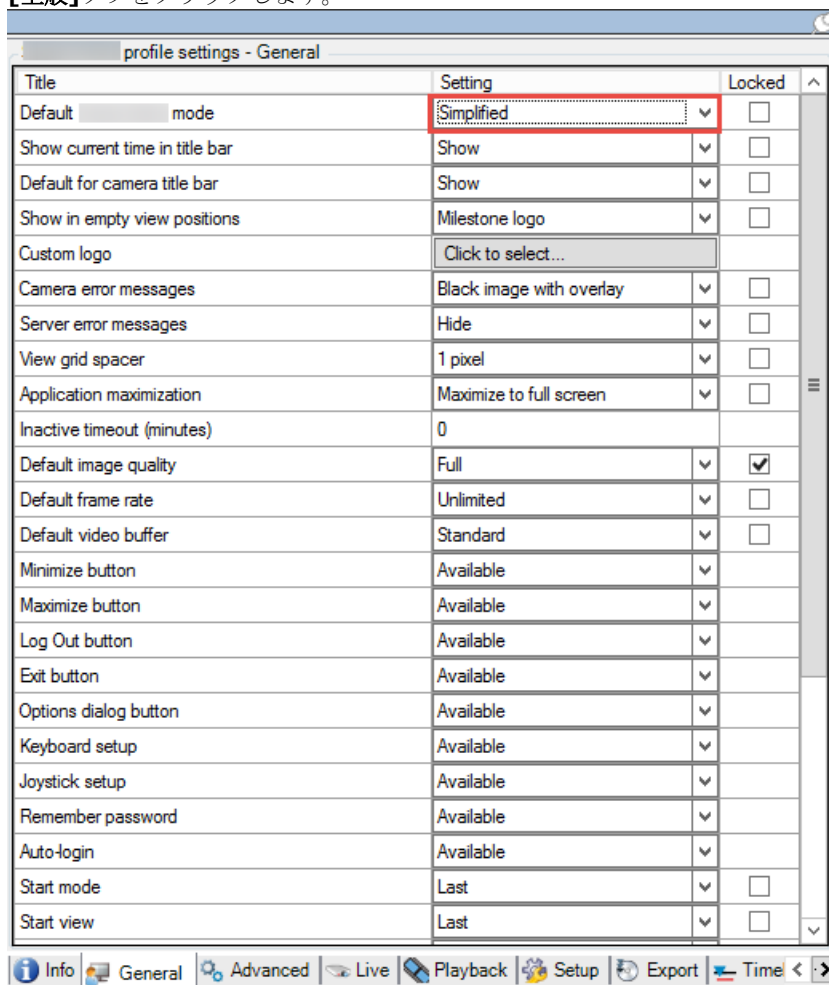 profile settings - General
Title Setting Locked
Default mode Simplified
Show current time in title bar Show
Default for camera title bar Show
Show in empty view positions Milestone logo
Custom logo Click to select...
Camera error messages Black image with overlay
Server error messages Hide
View grid spacer 1 pixel
Application maximization Maximize to full screen
Inactive timeout (minutes) 0
Default image quality Full
Default frame rate Unlimited
Default video buffer Standard
Minimize button Available
Maximize button Available
Log Out button Available
Exit button Available
Options dialog button Available
Keyboard setup Available
Joystick setup Available
Remember password Available
Auto-login Available
Start mode Last
Start view Last
Info General Advanced Live Playback Setup Export Timel